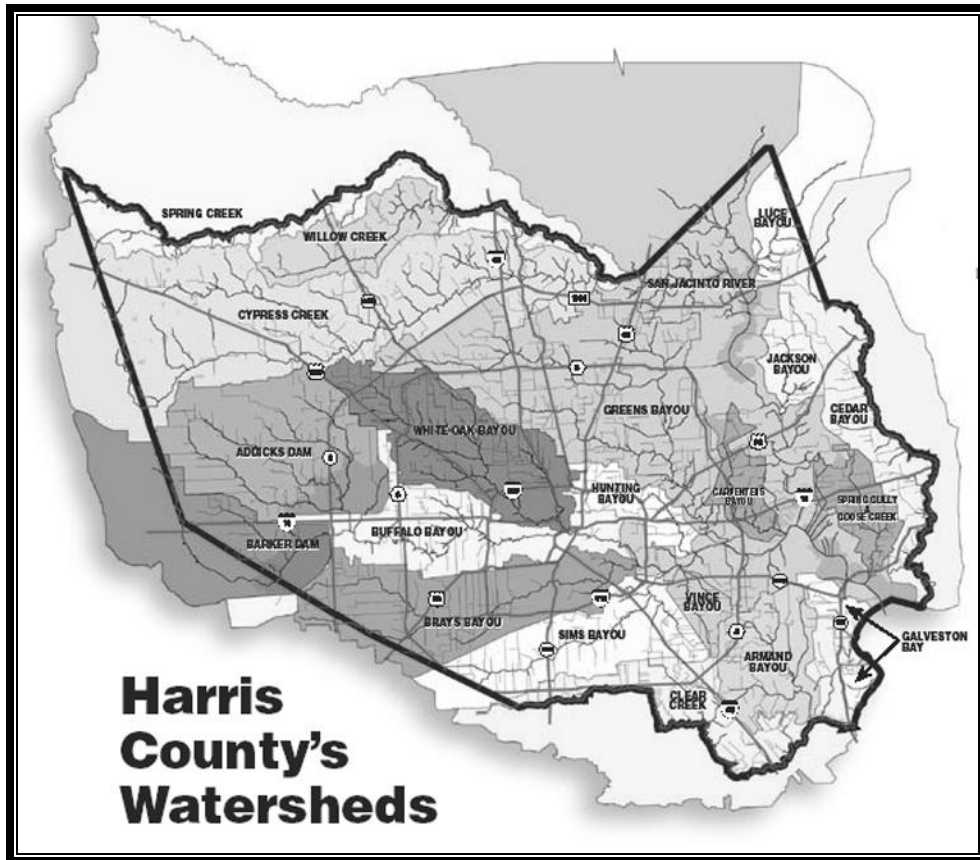 LUCE
BAYOU
SPRING CREEK
WILLOW CREEK
SAN JACINTO RIVER
CYPRESS CREEK
JACKSON
BAYOU
CEDAR
BAYOU
GREENS BAYOU
WHITE OAK BAYOU
ADDICKS DAM
HUNTING
BAYOU
CARPENTERS
BAYOU
SPRING GULLY
&
GOOSE CREEK
BUFFALO BAYOU
BARKER DAM
VINCE
BAYOU
BRAYS BAYOU
SIMS BAYOU
GALVESTON
BAY
ARMAND
BAYOU
CLEAR
CREEK
Harris
County's
Watersheds